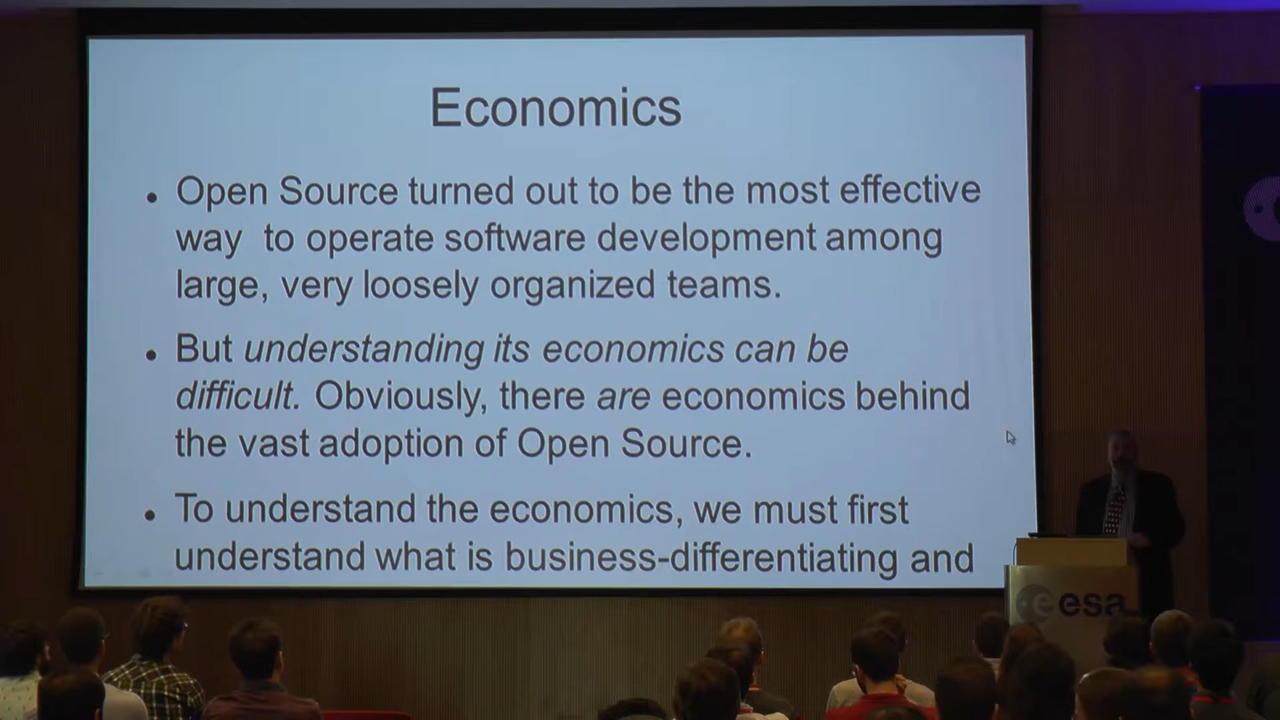 Economics
• Open Source turned out to be the most effective
way  to operate software development among
large, very loosely organized teams.
• But understanding its economics can be
difficult. Obviously, there are economics behind
the vast adoption of Open Source.
• To understand the economics, we must first
understand what is business-differentiating and
esa